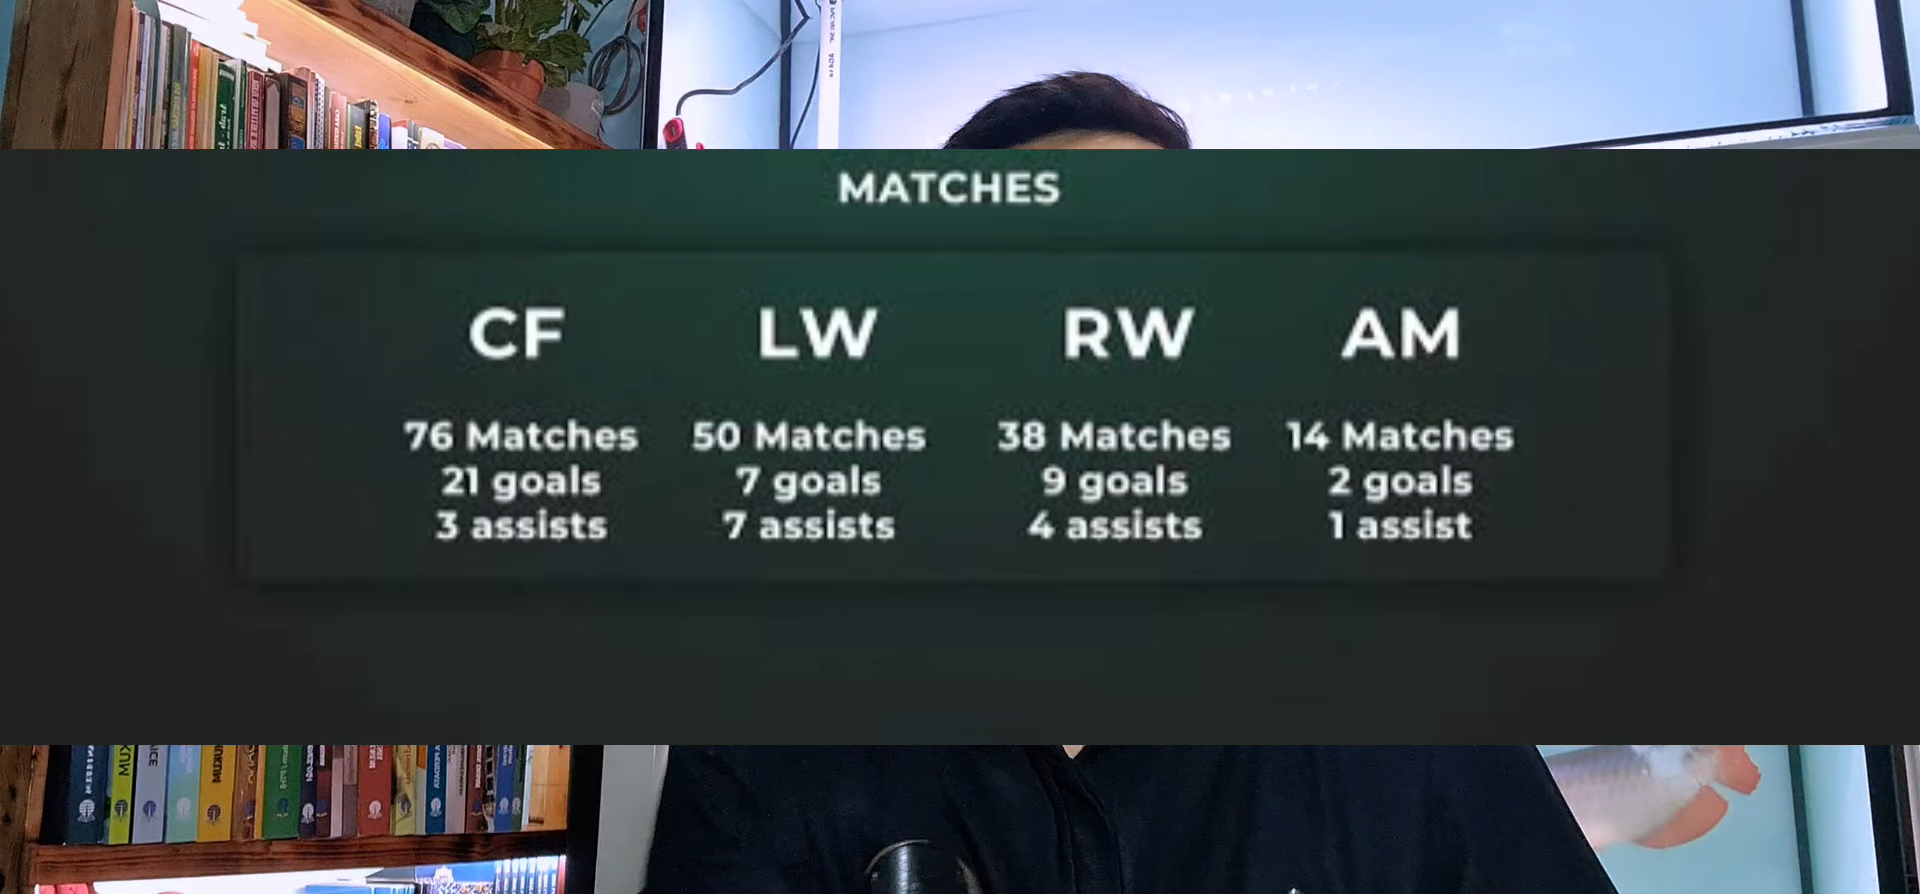 MATCHES
CF LW RW AM
76 Matches 50 Matches 38 Matches 14 Matches
21 goals 7 goals 9 goals 2 goals
3 assists 7 assists 4 assists 1 assist